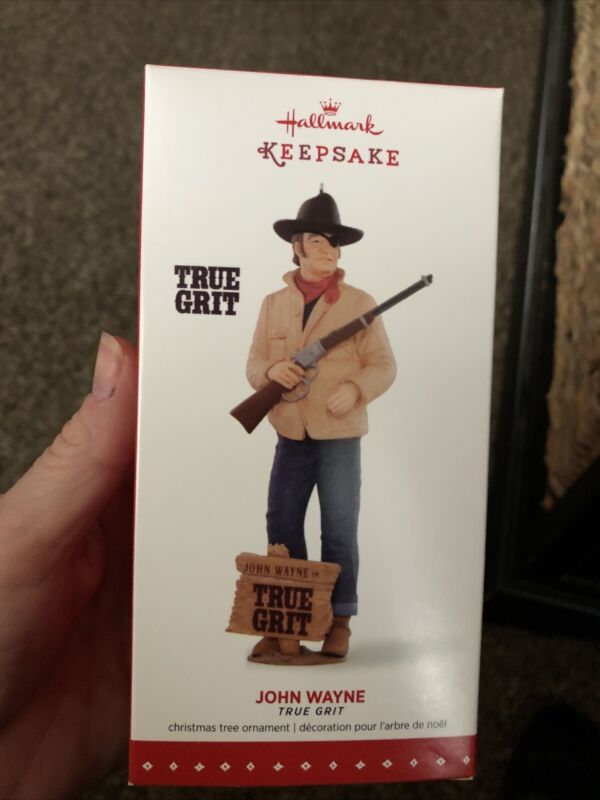 Hallmark
KEEPSAKE
TRUE
GRIT
JOHN WAYNE IN
TRUE
GRIT
JOHN WAYNE
TRUE GRIT
christmas tree ornament | décoration pour l'arbre de noël